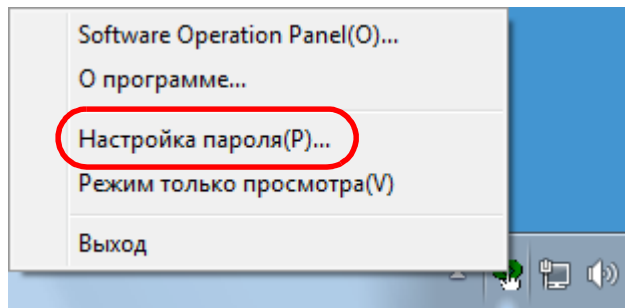 Software Operation Panel(O)...
О программе...
Настройка пароля(P)...
Режим только просмотра(V)
Выход